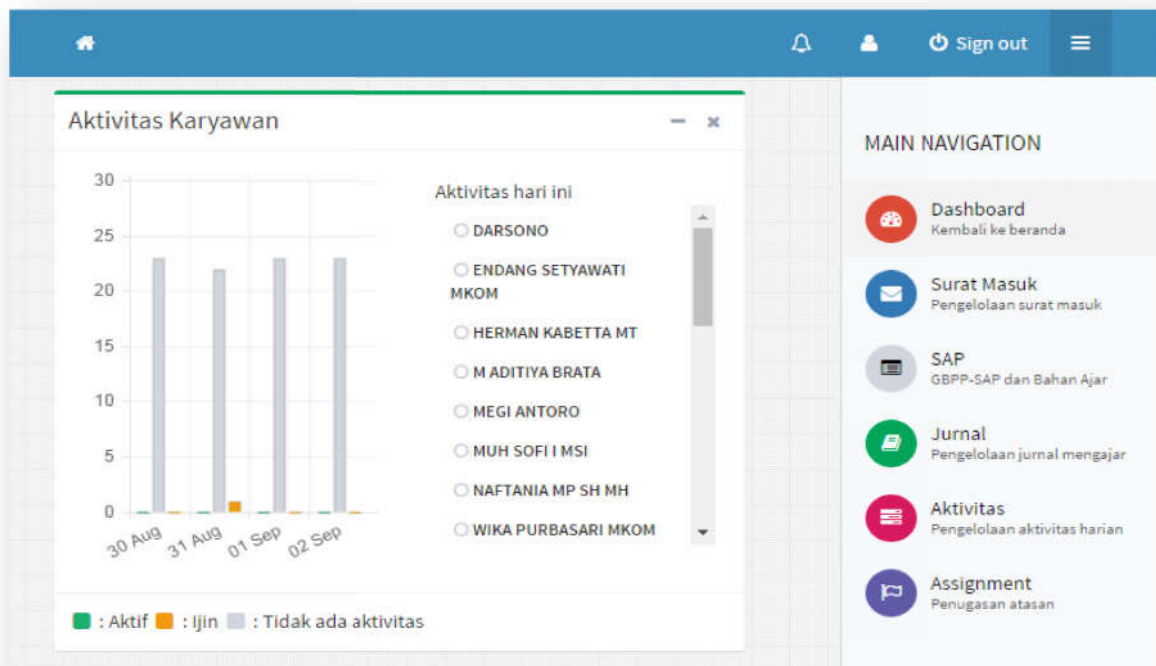 Sign out
Aktivitas Karyawan
30
25
20
15
10
5
0
30 Aug
31 Aug
01 Sep
02 Sep
Aktivitas hari ini
DARSONO
ENDANG SETYAWATI
MKOM
HERMAN KABETTA MT
M ADITIYA BRATA
MEGI ANTORO
MUH SOFI I MSI
NAFTANIA MP SH MH
WIKA PURBASARI MKOM
: Aktif : Ijin : Tidak ada aktivitas
MAIN NAVIGATION
Dashboard
Kembali ke beranda
Surat Masuk
Pengelolaan surat masuk
SAP
GBPP-SAP dan Bahan Ajar
Jurnal
Pengelolaan jurnal mengajar
Aktivitas
Pengelolaan aktivitas harian
Assignment
Penugasan atasan